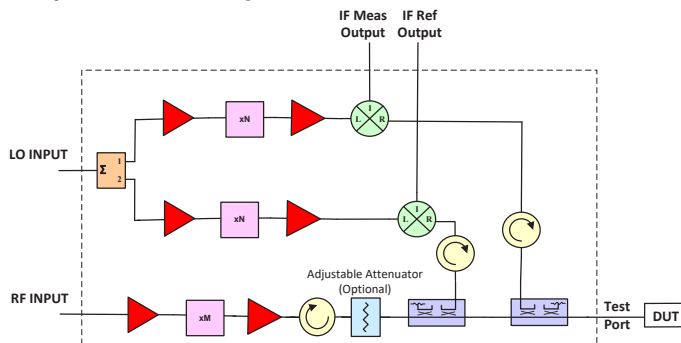 IF Meas
Output
IF Ref
Output
LO INPUT
Σ
1
2
xN
L
I
R
xN
L
I
R
Adjustable Attenuator
(Optional)
RF INPUT
xM
Test
Port
DUT